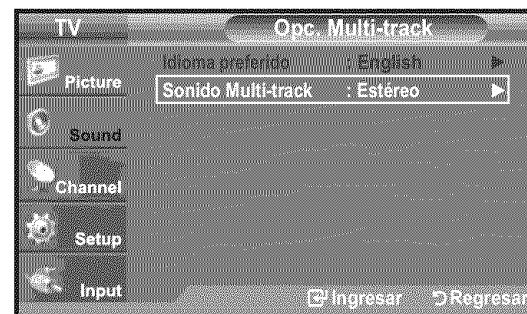 TV
Opc. Multi-track
Idioma preferido : English
Sonido Multi-track : Estéreo
Picture
Sound
Channel
Setup
Input
Ingresar Regresar